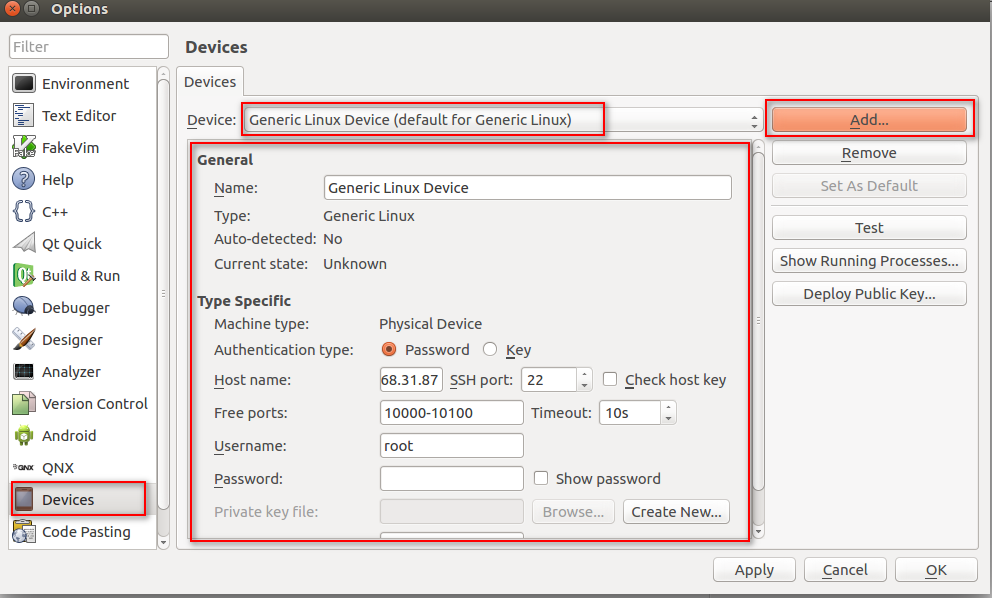 Options
Filter
Devices
Environment
Text Editor
FakeVim
Help
C++
Qt Quick
Build & Run
Debugger
Designer
Analyzer
Version Control
Android
QNX
Devices
Code Pasting
Devices
Device: Generic Linux Device (default for Generic Linux)
General
Name: Generic Linux Device
Type: Generic Linux
Auto-detected: No
Current state: Unknown
Type Specific
Machine type: Physical Device
Authentication type: Password Key
Host name: 68.31.87 SSH port: 22 Check host key
Free ports: 10000-10100 Timeout: 10s
Username: root
Password: Show password
Private key file: Browse... Create New...
Add...
Remove
Set As Default
Test
Show Running Processes...
Deploy Public Key...
Apply Cancel OK